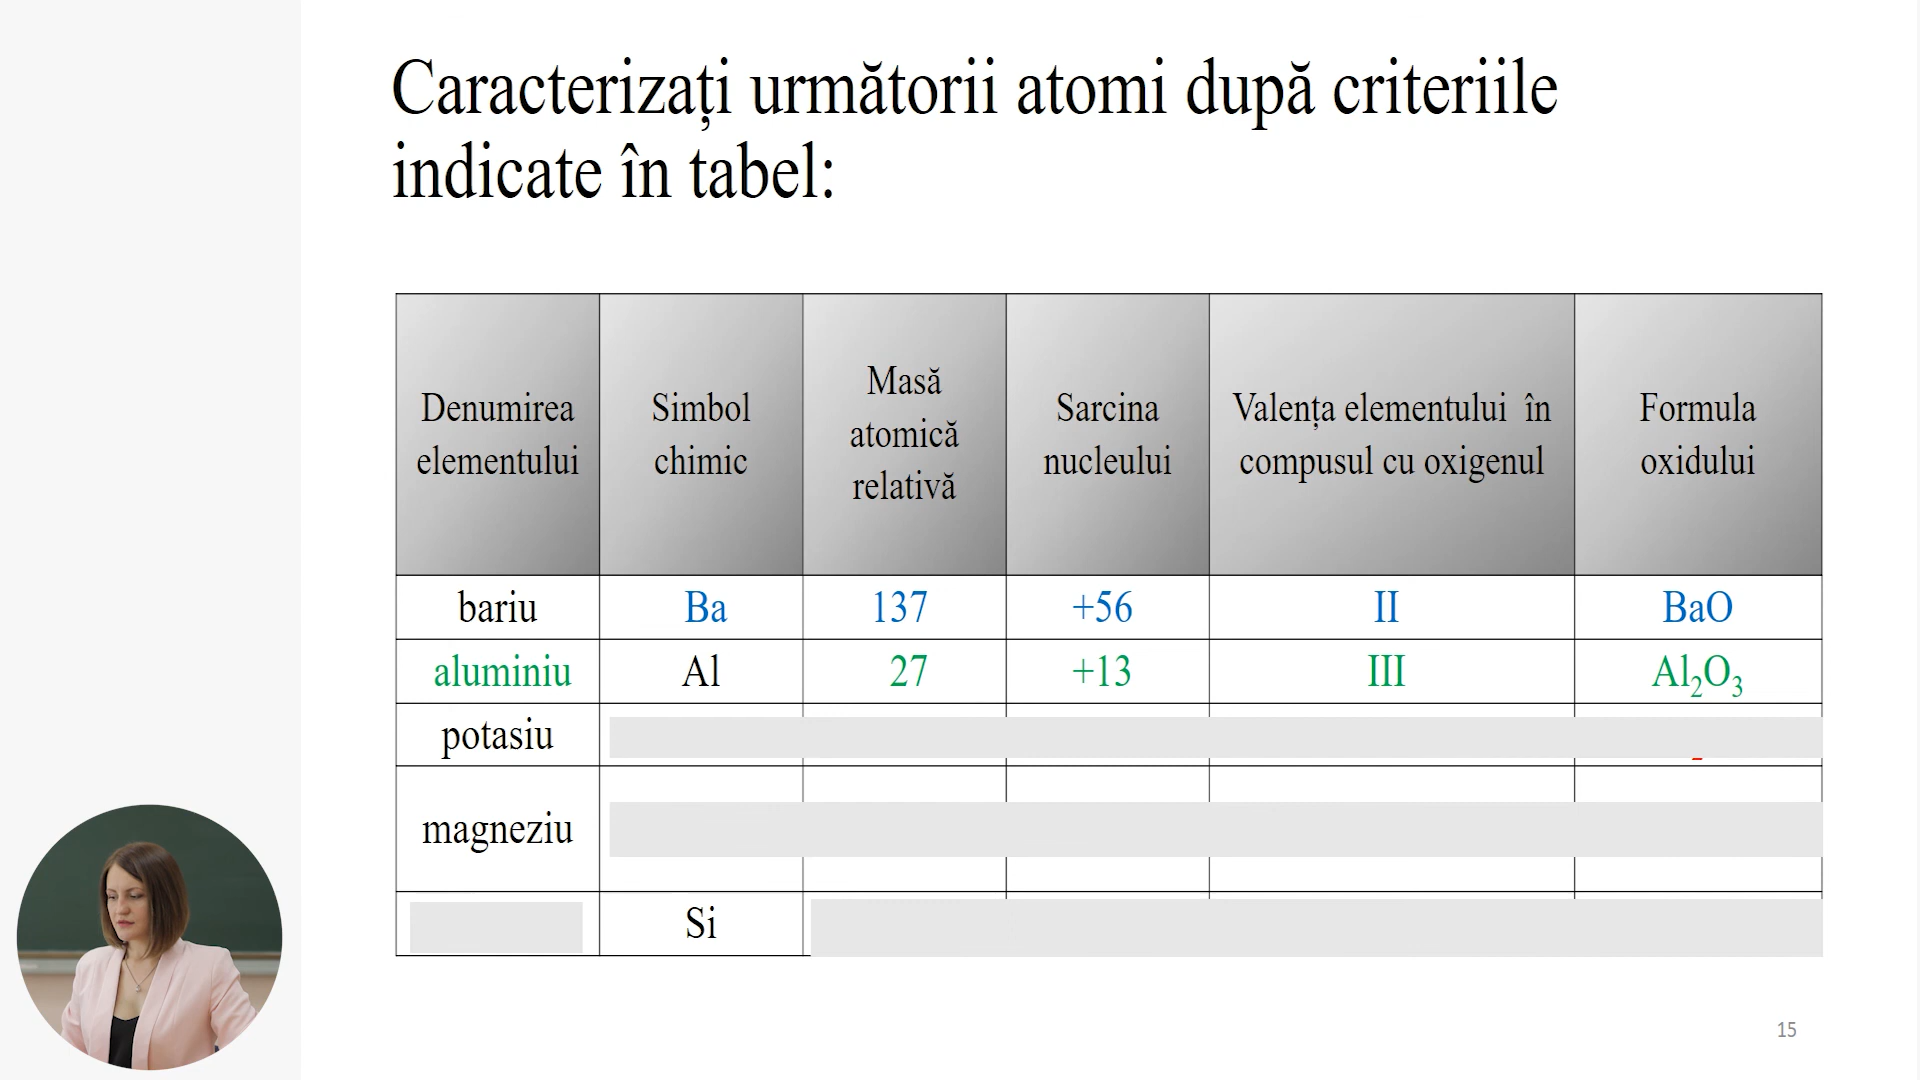 Caracterizați următorii atomi după criteriile
indicate în tabel:
Denumirea
elementului
Simbol
chimic
Masă
atomică
relativă
Sarcina
nucleului
Valența elementului în
compusul cu oxigenul
Formula
oxidului
bariu Ba 137 +56 II BaO
aluminiu Al 27 +13 III Al₂O₃
potasiu
magneziu
Si
15